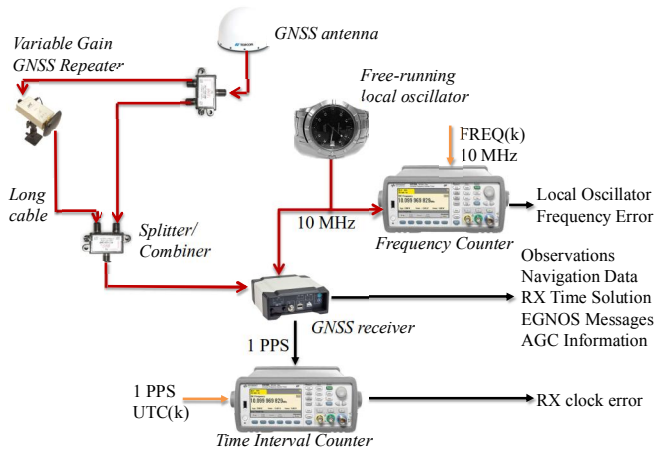 GNSS antenna
Variable Gain
GNSS Repeater
Free-running
local oscillator
FREQ(k)
10 MHz
Long
cable
Splitter/
Combiner
10 MHz
Frequency Counter
Local Oscillator
Frequency Error
Observations
Navigation Data
RX Time Solution
EGNOS Messages
AGC Information
GNSS receiver
1 PPS
1 PPS
UTC(k)
RX clock error
Time Interval Counter